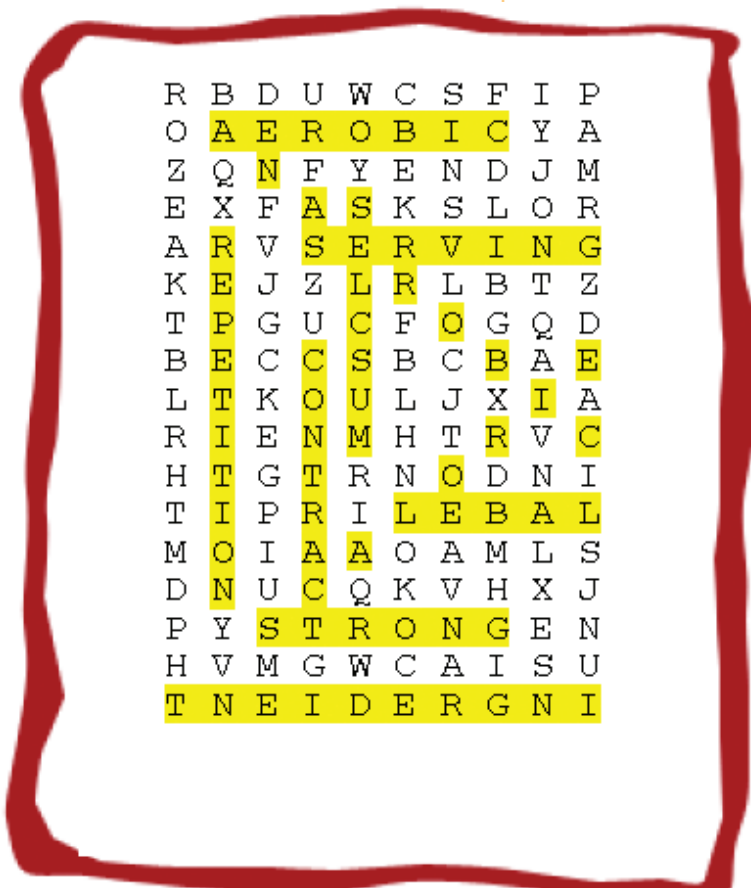 R B D U W C S F I P
O A E R O B I C Y A
Z Q N F Y E N D J M
E X F A S K S L O R
A R V S E R V I N G
K E J Z L R L B T Z
T P G U C F O G Q D
B E C C S B C B A E
L T K O U L J X I A
R I E N M H T R V C
H T G T R N O D N I
T I P R I L E B A L
M O I A A O A M L S
D N U C Q K V H X J
P Y S T R O N G E N
H V M G W C A I S U
T N E I D E R G N I